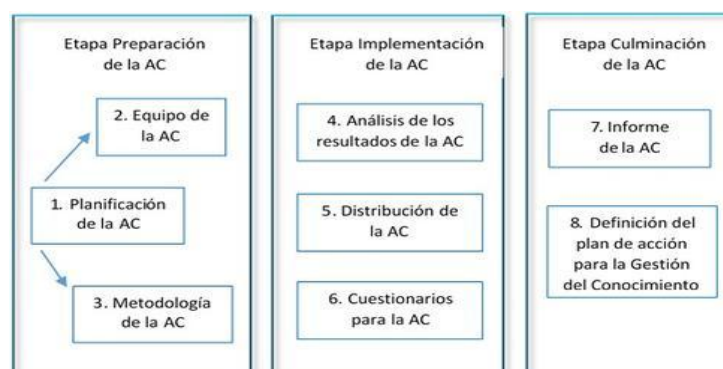 Etapa Preparación
de la AC
2. Equipo de
la AC
1. Planificación
de la AC
3. Metodología
de la AC
Etapa Implementación
de la AC
4. Análisis de los
resultados de la AC
5. Distribución de
la AC
6. Cuestionarios
para la AC
Etapa Culminación
de la AC
7. Informe
de la AC
8. Definición del
plan de acción
para la Gestión
del Conocimiento